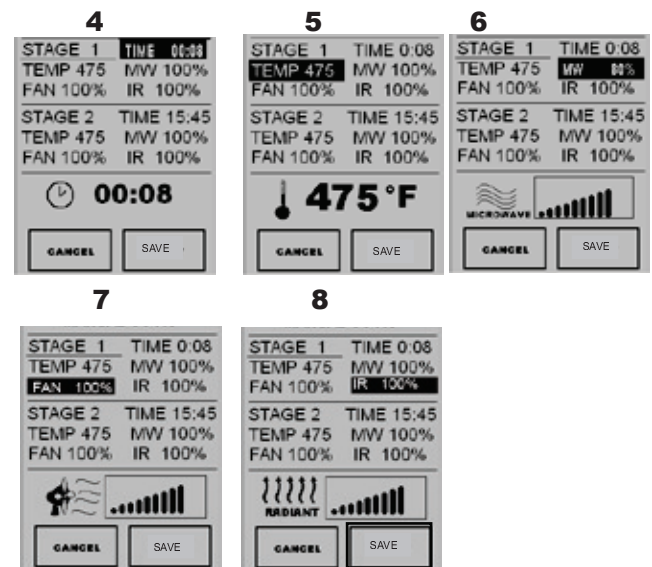 4
STAGE 1 TIME 00:08
TEMP 475 MW 100%
FAN 100% IR 100%
STAGE 2 TIME 15:45
TEMP 475 MW 100%
FAN 100% IR 100%
00:08
CANCEL SAVE
5
STAGE 1 TIME 0:08
TEMP 475 MW 100%
FAN 100% IR 100%
STAGE 2 TIME 15:45
TEMP 475 MW 100%
FAN 100% IR 100%
475°F
CANCEL SAVE
6
STAGE 1 TIME 0:08
TEMP 475 MW 80%
FAN 100% IR 100%
STAGE 2 TIME 15:45
TEMP 475 MW 100%
FAN 100% IR 100%
MICROWAVE
CANCEL SAVE
7
STAGE 1 TIME 0:08
TEMP 475 MW 100%
FAN 100% IR 100%
STAGE 2 TIME 15:45
TEMP 475 MW 100%
FAN 100% IR 100%
CANCEL SAVE
8
STAGE 1 TIME 0:08
TEMP 475 MW 100%
FAN 100% IR 100%
STAGE 2 TIME 15:45
TEMP 475 MW 100%
FAN 100% IR 100%
RADIANT
CANCEL SAVE